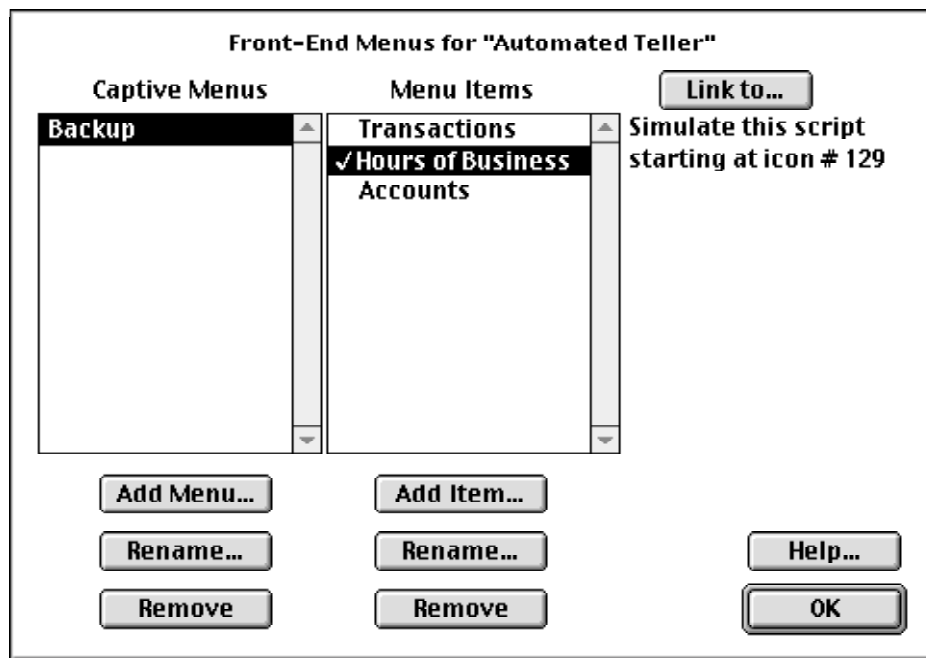 Front-End Menus for "Automated Teller"
Captive Menus
Menu Items
Link to...
Backup
Transactions
✓Hours of Business
Accounts
Simulate this script
starting at icon # 129
Add Menu...
Add Item...
Rename...
Rename...
Help...
Remove
Remove
OK